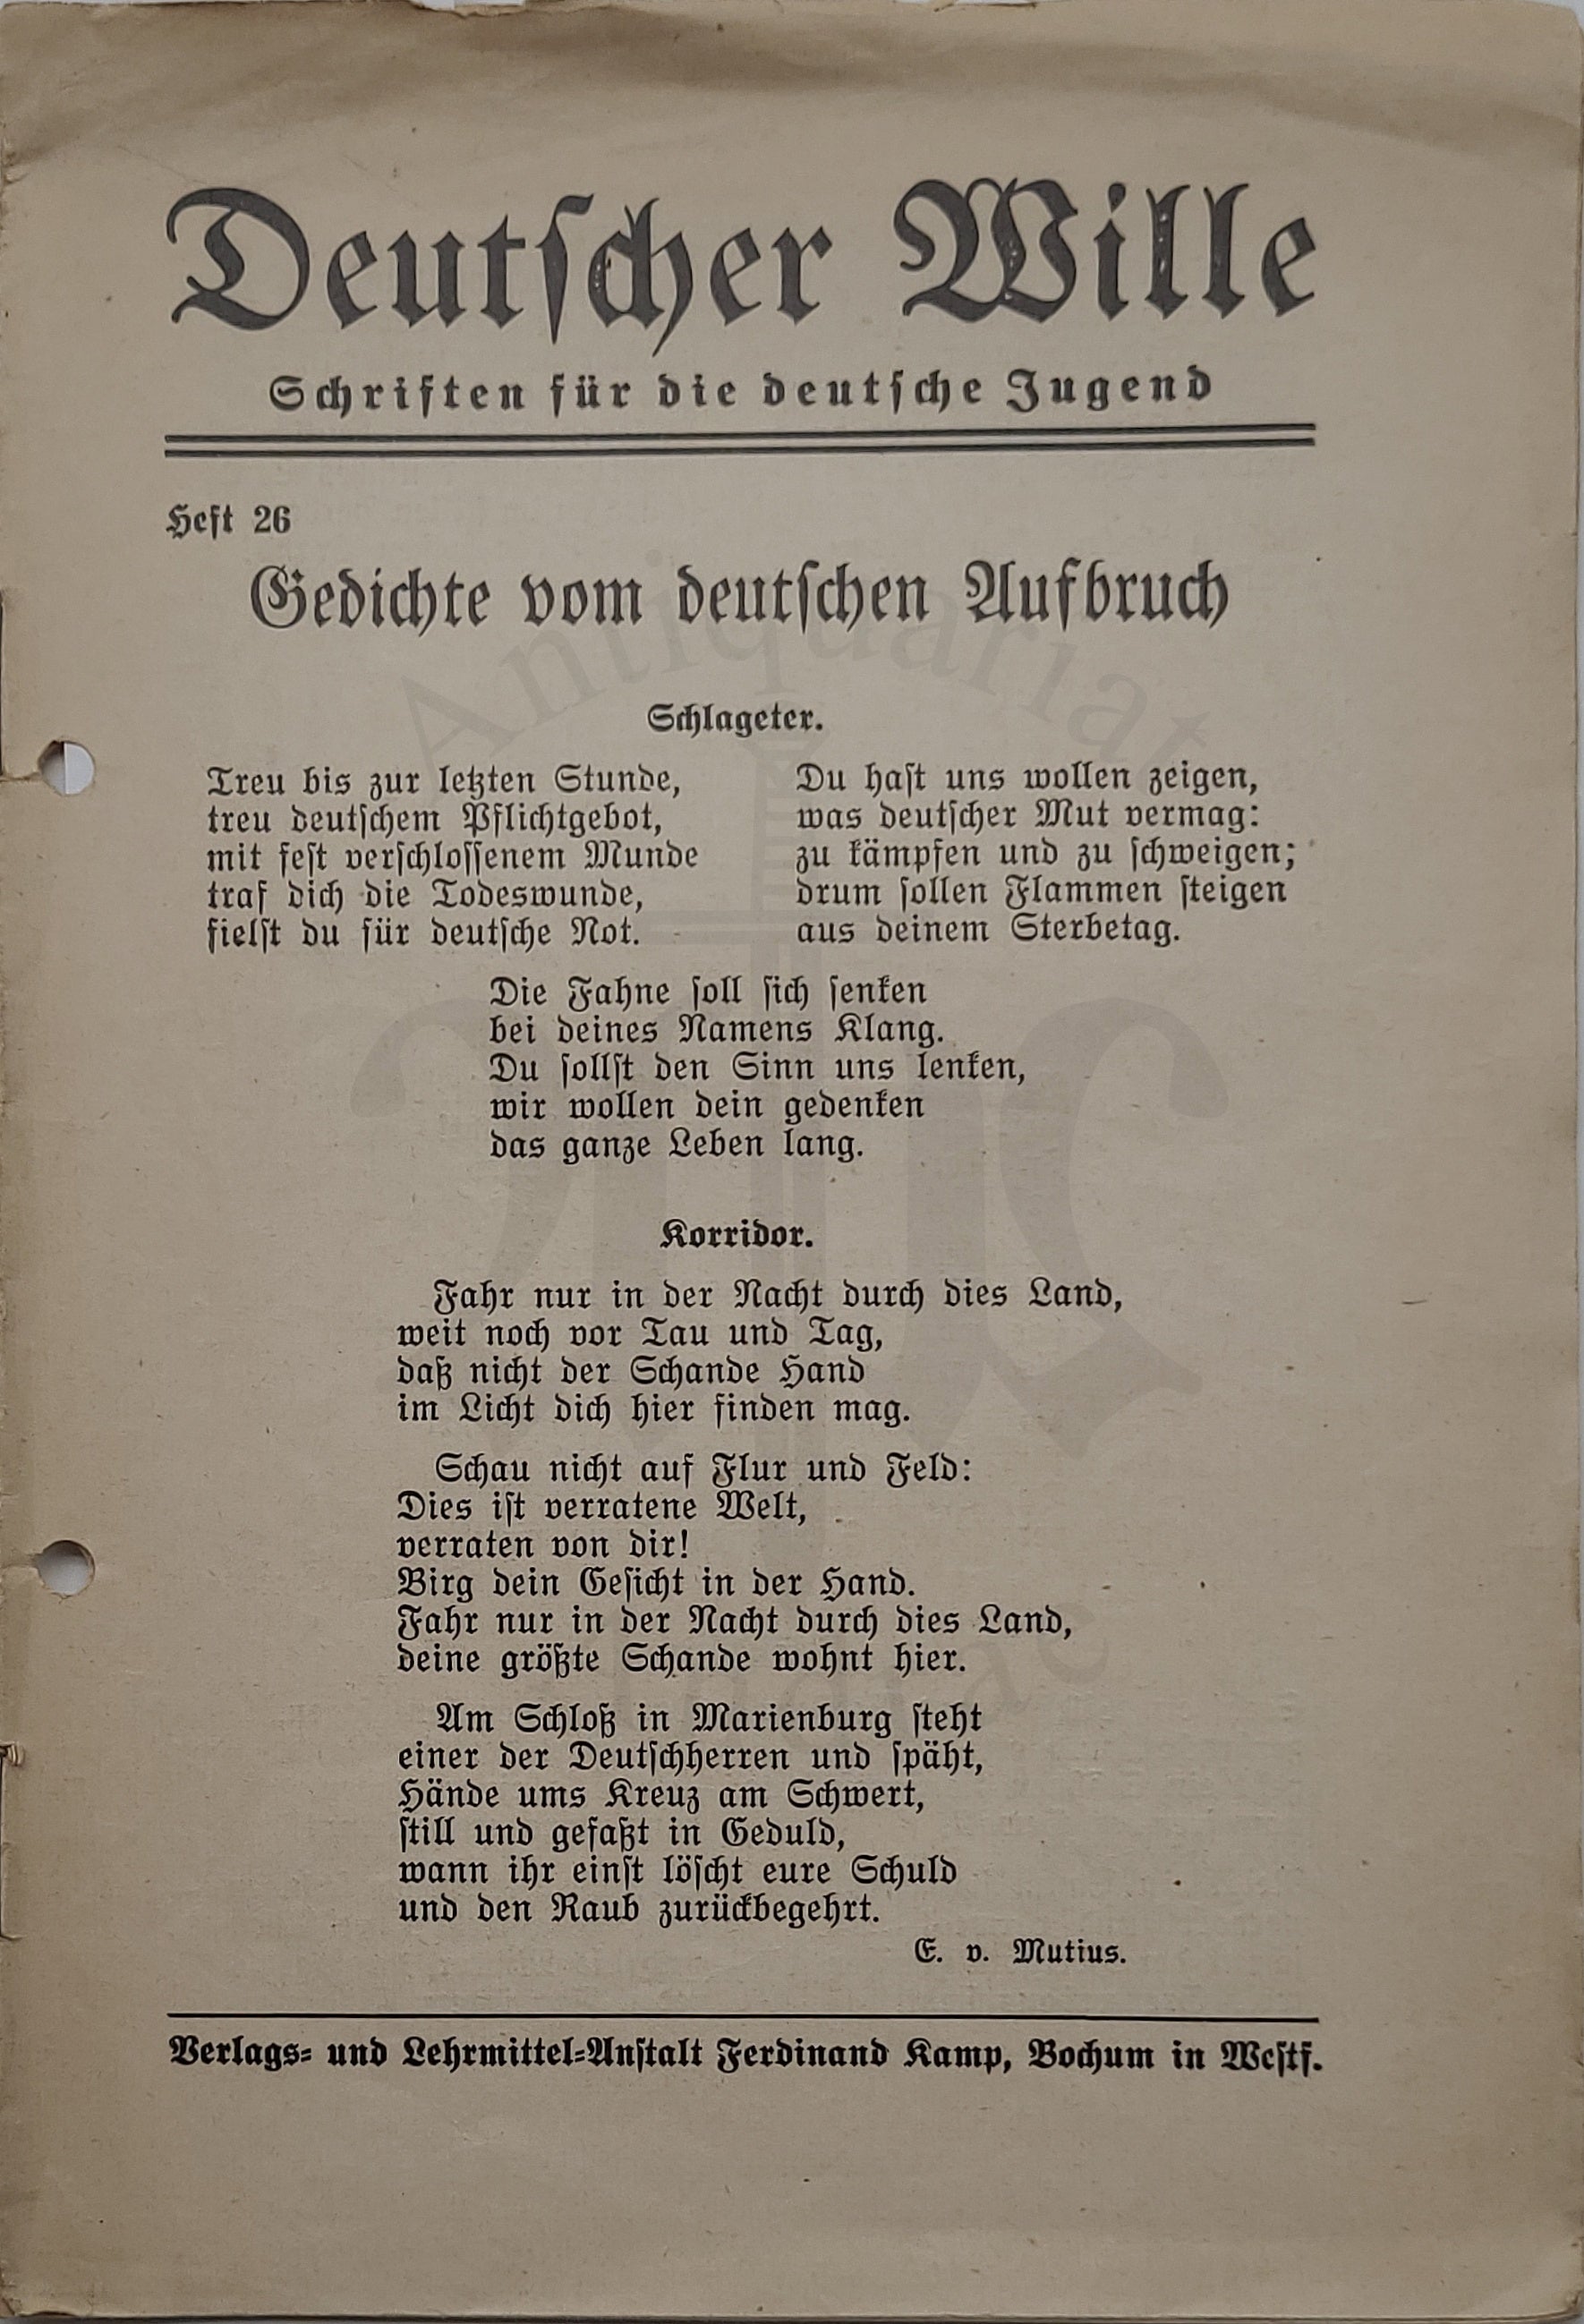 Deutscher Wille
Schriften für die deutsche Jugend
Heft 26
Gedichte vom deutschen Aufbruch
Antiquariat
Schlageter.
Treu bis zur letzten Stunde,
treu deutschem Pflichtgebot,
mit fest verschlossenem Munde
traf dich die Todeswunde,
fielst du für deutsche Not.
Du hast uns wollen zeigen,
was deutscher Mut vermag:
zu kämpfen und zu schweigen;
drum sollen Flammen steigen
aus deinem Sterbetag.
Die Fahne soll sich senken
bei deines Namens Klang.
Du sollst den Sinn uns lenken,
wir wollen dein gedenken
das ganze Leben lang.
Korridor.
Fahr nur in der Nacht durch dies Land,
weit noch vor Tau und Tag,
daß nicht der Schande Hand
im Licht dich hier finden mag.
Schau nicht auf Flur und Feld:
Dies ist verratene Welt,
verraten von dir!
Birg dein Gesicht in der Hand.
Fahr nur in der Nacht durch dies Land,
deine größte Schande wohnt hier.
Am Schloß in Marienburg steht
einer der Deutschherren und späht,
Hände ums Kreuz am Schwert,
still und gefaßt in Geduld,
wann ihr einst löscht eure Schuld
und den Raub zurückbegehrt.
E. v. Mutius.
Verlags- und Lehrmittel-Anstalt Ferdinand Kamp, Bochum in Westf.